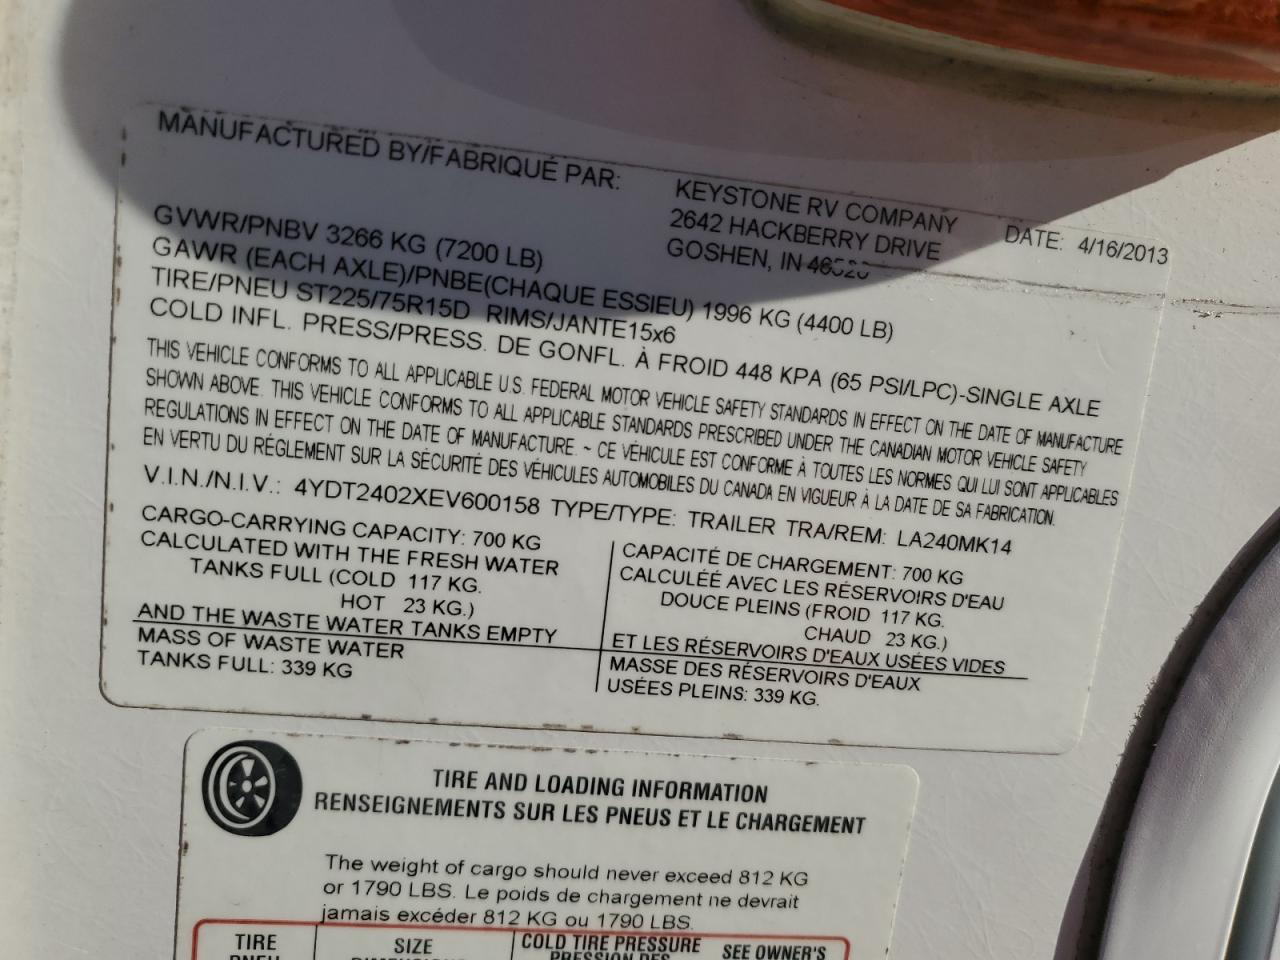 MANUFACTURED BY/FABRIQUÉ PAR: KEYSTONE RV COMPANY
2642 HACKBERRY DRIVE DATE: 4/16/2013
GOSHEN, IN
GVWR/PNBV 3266 KG (7200 LB)
GAWR (EACH AXLE)/PNBE(CHAQUE ESSIEU) 1996 KG (4400 LB)
TIRE/PNEU ST225/75R15D RIMS/JANTE15x6
COLD INFL. PRESS/PRESS. DE GONFL. À FROID 448 KPA (65 PSI/LPC)-SINGLE AXLE
THIS VEHICLE CONFORMS TO ALL APPLICABLE U.S. FEDERAL MOTOR VEHICLE SAFETY STANDARDS IN EFFECT ON THE DATE OF MANUFACTURE
SHOWN ABOVE. THIS VEHICLE CONFORMS TO ALL APPLICABLE STANDARDS PRESCRIBED UNDER THE CANADIAN MOTOR VEHICLE SAFETY
REGULATIONS IN EFFECT ON THE DATE OF MANUFACTURE. ~ CE VÉHICULE EST CONFORME À TOUTES LES NORMES QUI LUI SONT APPLICABLES
EN VERTU DU RÉGLEMENT SUR LA SÉCURITÉ DES VÉHICULES AUTOMOBILES DU CANADA EN VIGUEUR À LA DATE DE SA FABRICATION.
V.I.N./N.I.V.: 4YDT2402XEV600158 TYPE/TYPE: TRAILER TRA/REM: LA240MK14
CARGO-CARRYING CAPACITY: 700 KG
CALCULATED WITH THE FRESH WATER
TANKS FULL (COLD 117 KG.
HOT 23 KG.)
AND THE WASTE WATER TANKS EMPTY
MASS OF WASTE WATER
TANKS FULL: 339 KG
CAPACITÉ DE CHARGEMENT: 700 KG
CALCULÉÉ AVEC LES RÉSERVOIRS D'EAU
DOUCE PLEINS (FROID 117 KG.
CHAUD 23 KG.)
ET LES RÉSERVOIRS D'EAUX USÉES VIDES
MASSE DES RÉSERVOIRS D'EAUX
USÉES PLEINS: 339 KG.
TIRE AND LOADING INFORMATION
RENSEIGNEMENTS SUR LES PNEUS ET LE CHARGEMENT
The weight of cargo should never exceed 812 KG
or 1790 LBS. Le poids de chargement ne devrait
jamais excéder 812 KG ou 1790 LBS.
TIRE SIZE COLD TIRE PRESSURE SEE OWNER'S